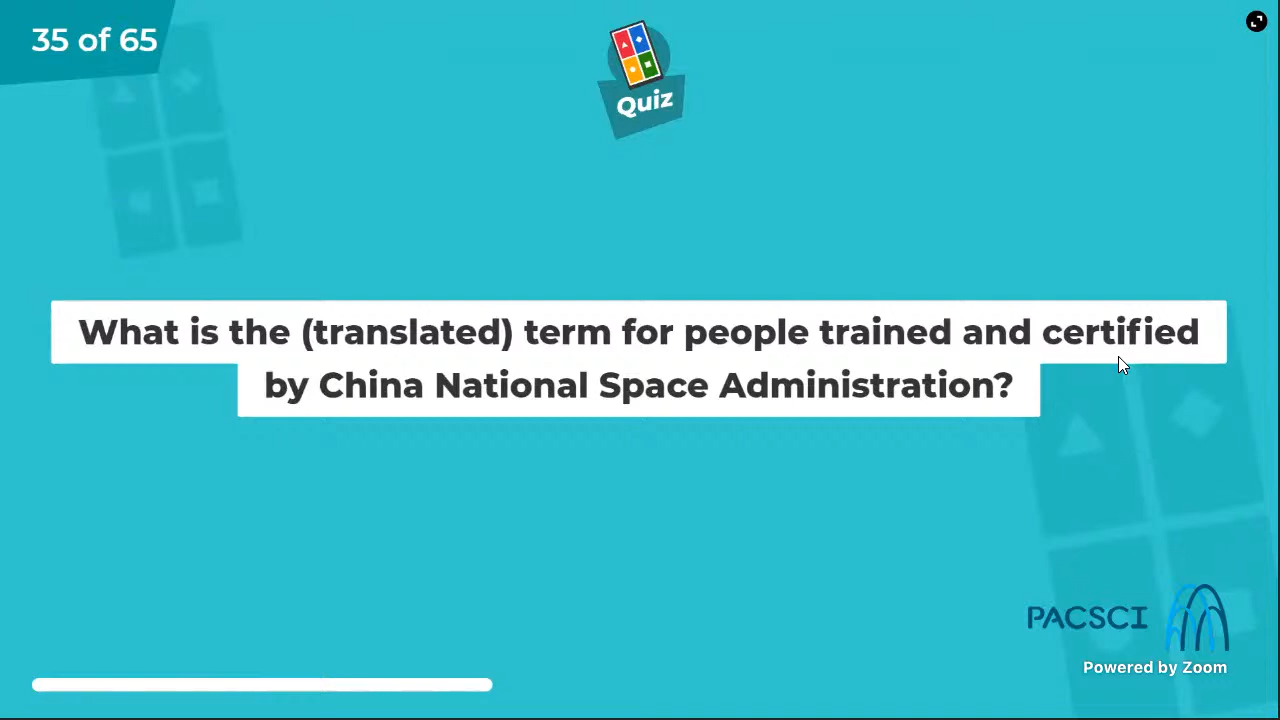 35 of 65
Quiz
What is the (translated) term for people trained and certified
by China National Space Administration?
PACSCI
Powered by Zoom